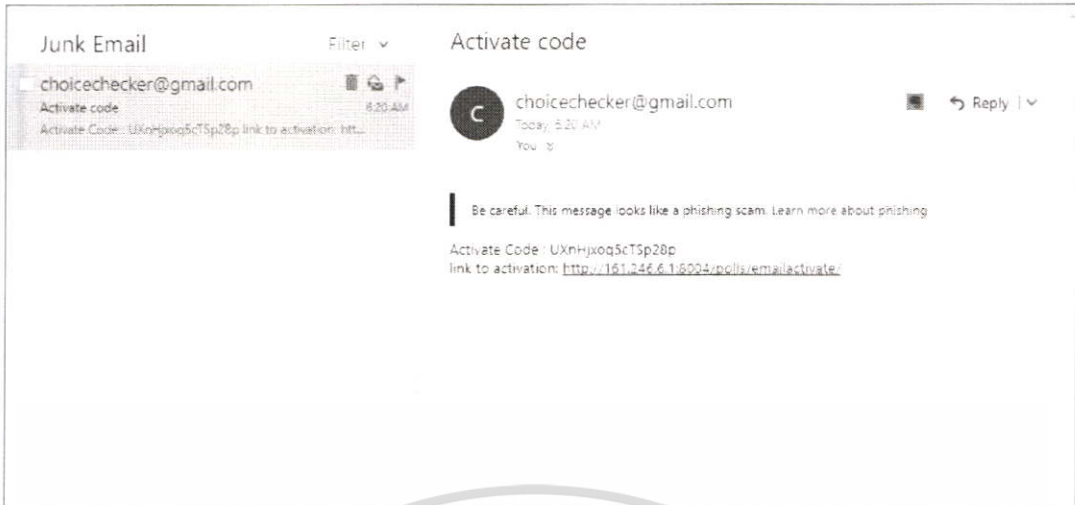 Junk Email
Filter
choicechecker@gmail.com
Activate code
6:20 AM
Activate Code : UXnHjxoq5cTSp28p link to activation: htt...
Activate code
C
choicechecker@gmail.com
Reply
Today, 6:20 AM
You
Be careful. This message looks like a phishing scam. Learn more about phishing
Activate Code : UXnHjxoq5cTSp28p
link to activation: http://161.246.6.1:8004/polls/emailactivate/